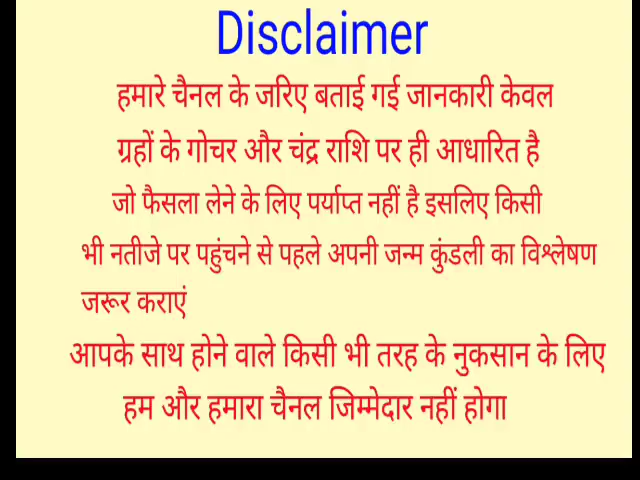 Disclaimer
हमारे चैनल के जरिए बताई गई जानकारी केवल
ग्रहों के गोचर और चंद्र राशि पर ही आधारित है
जो फैसला लेने के लिए पर्याप्त नहीं है इसलिए किसी
भी नतीजे पर पहुंचने से पहले अपनी जन्म कुंडली का विश्लेषण
जरूर कराएं
आपके साथ होने वाले किसी भी तरह के नुकसान के लिए
हम और हमारा चैनल जिम्मेदार नहीं होगा